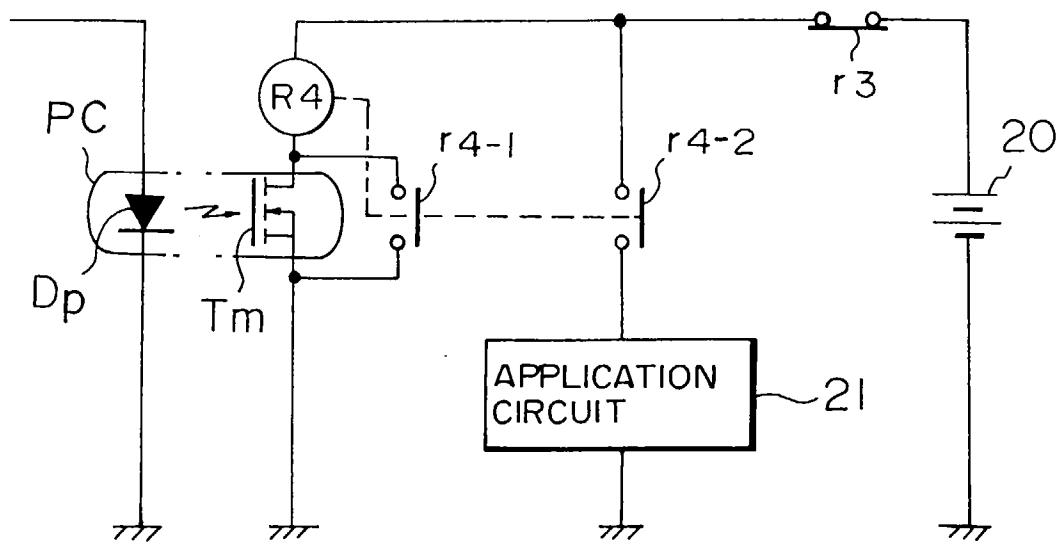 r3
R4
PC
r4-1
r4-2
20
Dp
Tm
APPLICATION
CIRCUIT
21